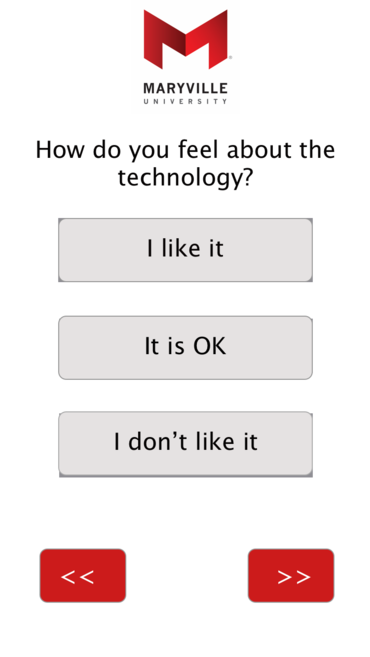 MARYVILLE
UNIVERSITY
How do you feel about the
technology?
I like it
It is OK
I don’t like it
<< >>